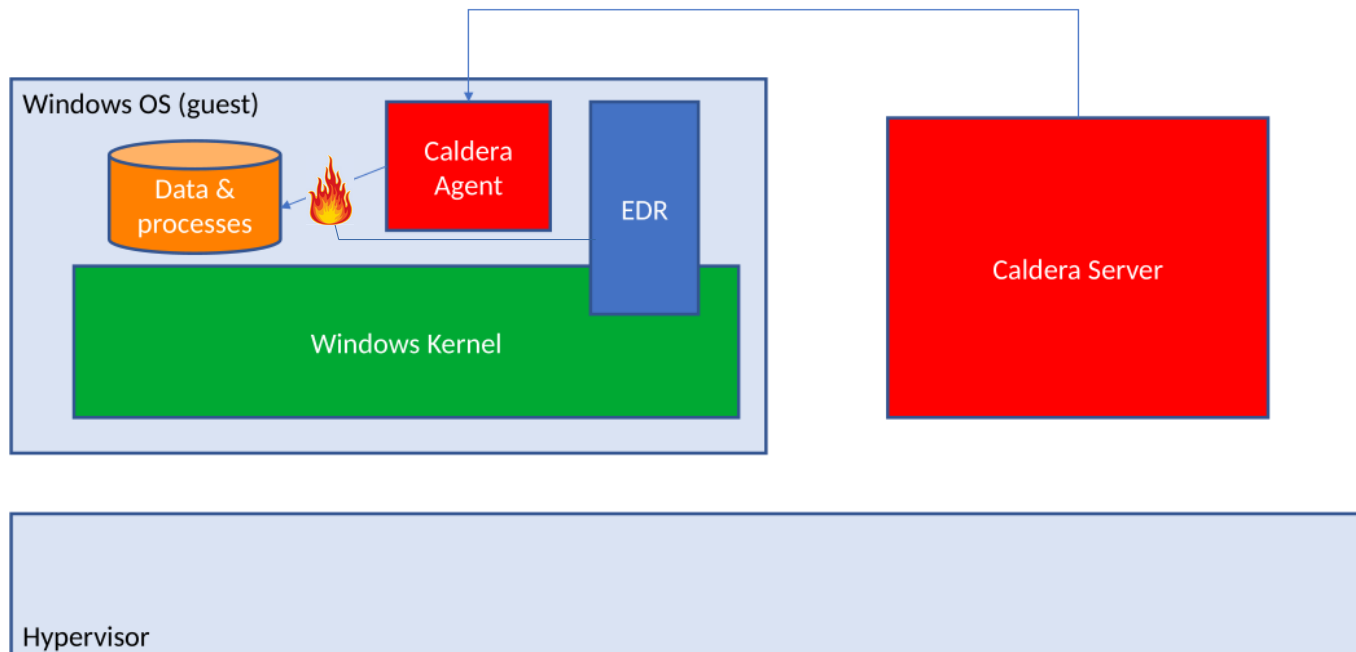 Windows OS (guest)
Data &
processes
Caldera
Agent
EDR
Windows Kernel
Caldera Server
Hypervisor